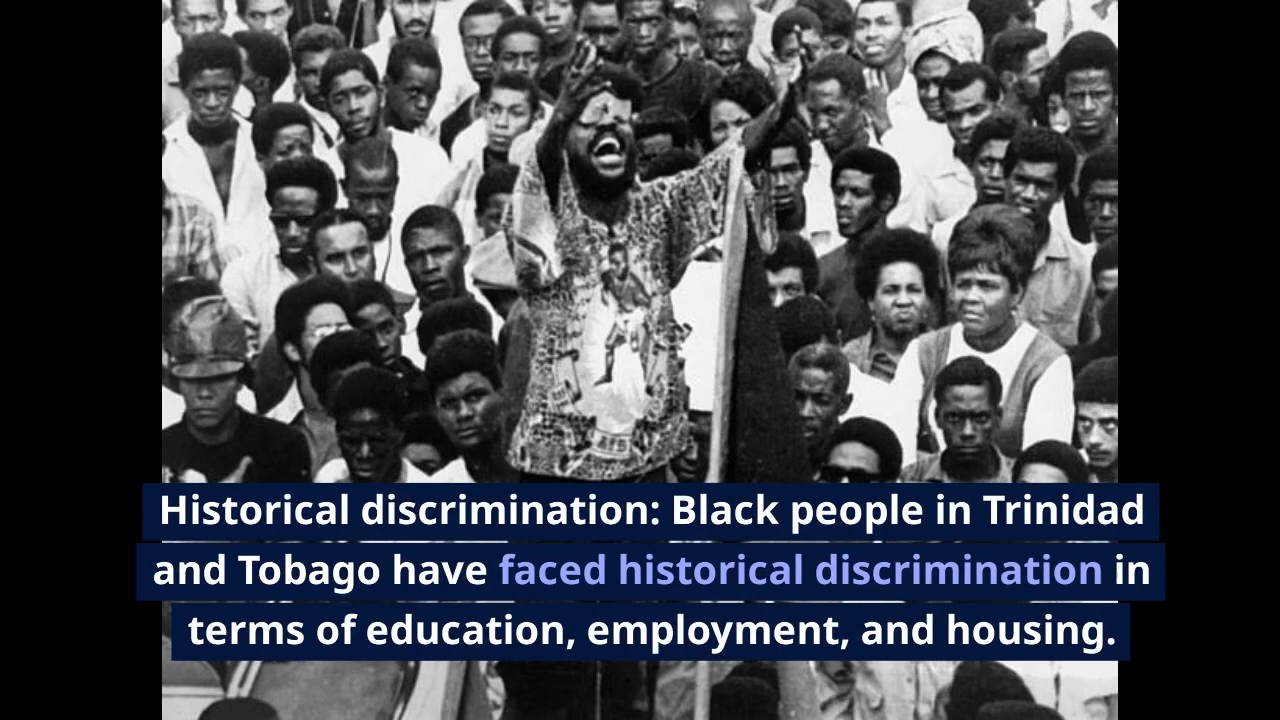 Historical discrimination: Black people in Trinidad
and Tobago have faced historical discrimination in
terms of education, employment, and housing.